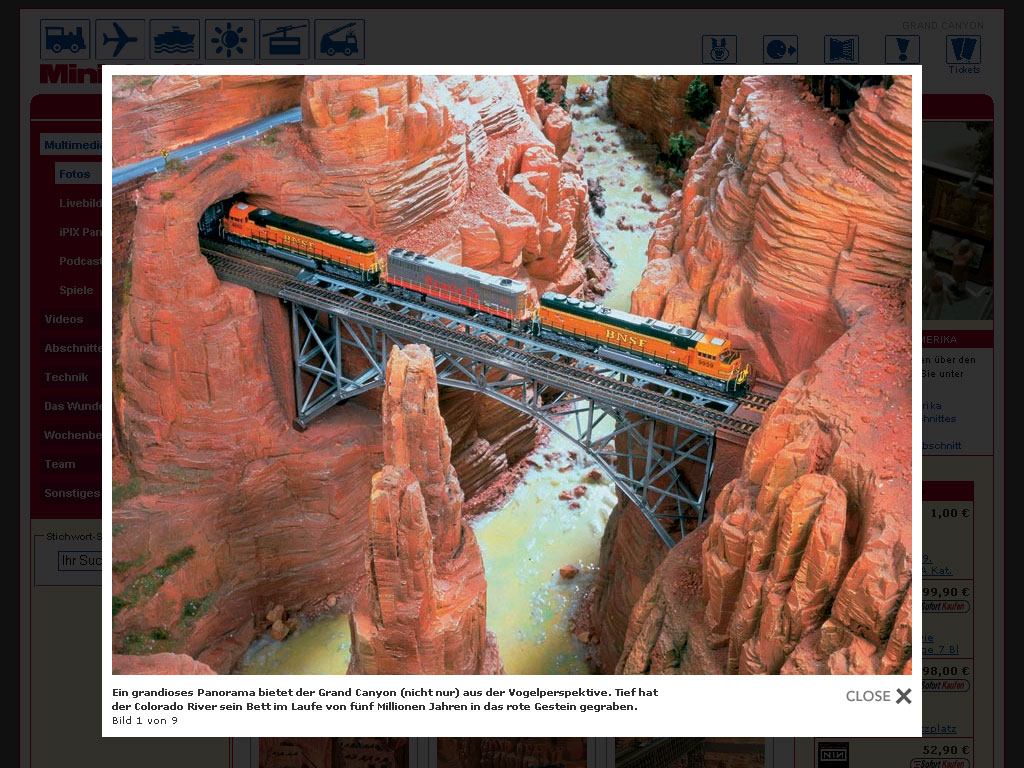 GRAND CANYON
Tickets
Multimedia
Fotos
Livebild
iPIX Pan
Podcast
Spiele
Videos
Abschnitte
Technik
Das Wunde
Wochenbe
Team
Sonstiges
Stichwort-S
Ihr Suc
BNSF
BNSF
Ein grandioses Panorama bietet der Grand Canyon (nicht nur) aus der Vogelperspektive. Tief hat
der Colorado River sein Bett im Laufe von fünf Millionen Jahren in das rote Gestein gegraben.
Bild 1 von 9
CLOSE
MERIKA
n über den
Sie unter
rika
hnittes
bschnitt
1,00 €
9.
A Kat.
99,90 €
Sofort Kaufen
ge 7 Bl
98,00 €
Sofort Kaufen
zplatz
52,90 €
Sofort Kaufen
NIN